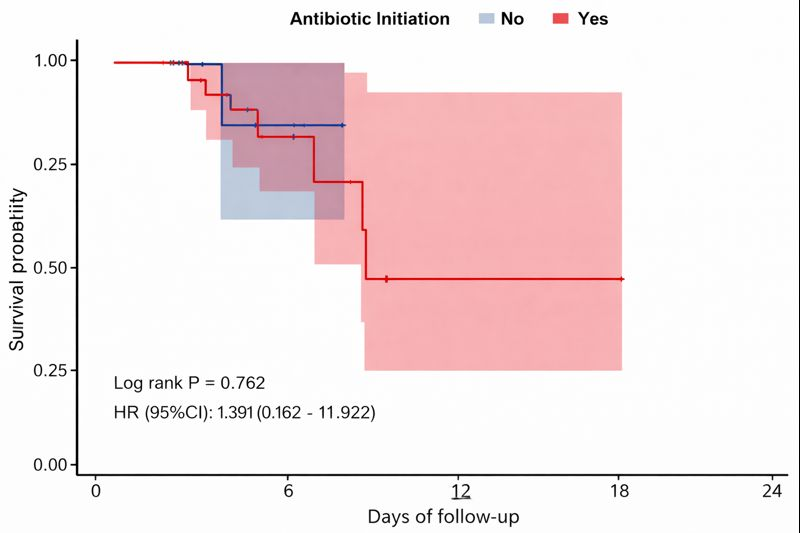 Antibiotic Initiation No Yes
1.00
0.25
0.50
0.25
0.00
Survival
Log rank P = 0.762
HR (95%CI): 1.391 (0.162 - 11.922)
0 6 12 18 24
Days of follow-up